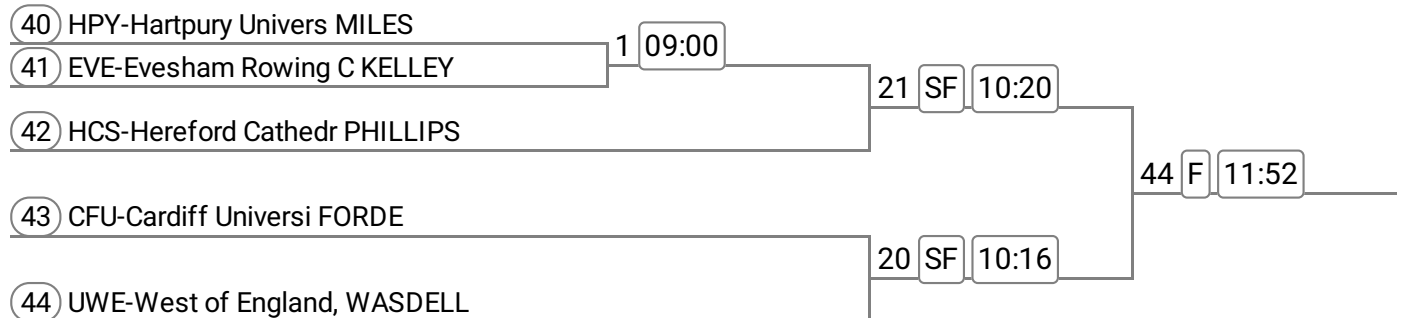 40 HPY-Hartpury Univers MILES
1 09:00
41 EVE-Evesham Rowing C KELLEY
21 SF 10:20
42 HCS-Hereford Cathedr PHILLIPS
44 F 11:52
43 CFU-Cardiff Universi FORDE
20 SF 10:16
44 UWE-West of England, WASDELL